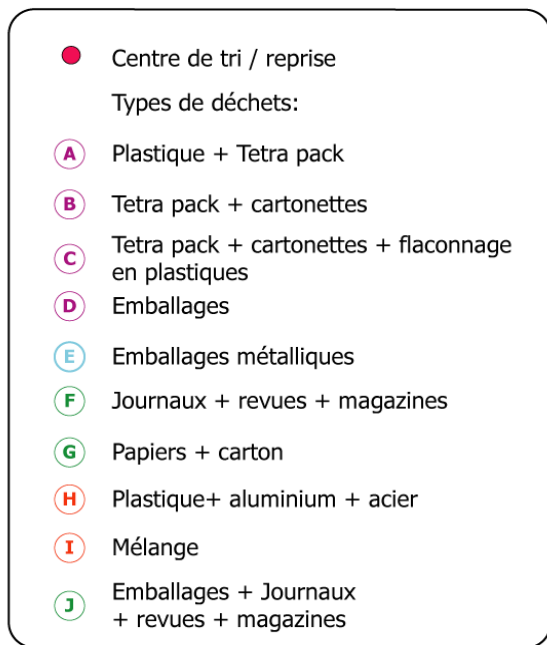 Centre de tri / reprise
Types de déchets:
A Plastique + Tetra pack
B Tetra pack + cartonettes
C Tetra pack + cartonettes + flaconnage
en plastiques
D Emballages
E Emballages métalliques
F Journaux + revues + magazines
G Papiers + carton
H Plastique+ aluminium + acier
I Mélange
J Emballages + Journaux
+ revues + magazines